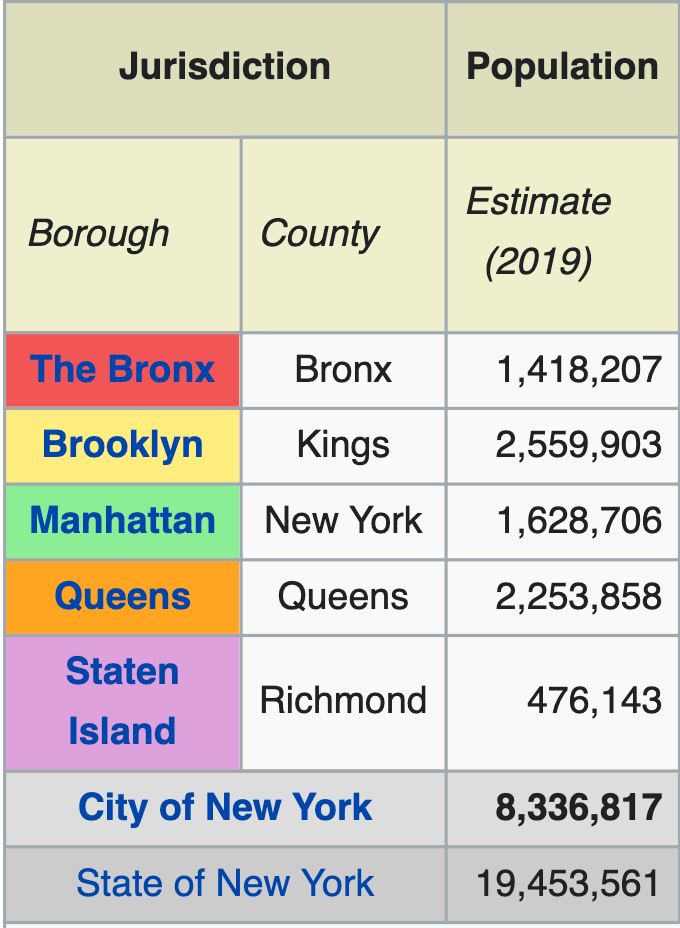 Jurisdiction Population
Borough County Estimate
(2019)
The Bronx Bronx 1,418,207
Brooklyn Kings 2,559,903
Manhattan New York 1,628,706
Queens Queens 2,253,858
Staten
Island Richmond 476,143
City of New York 8,336,817
State of New York 19,453,561